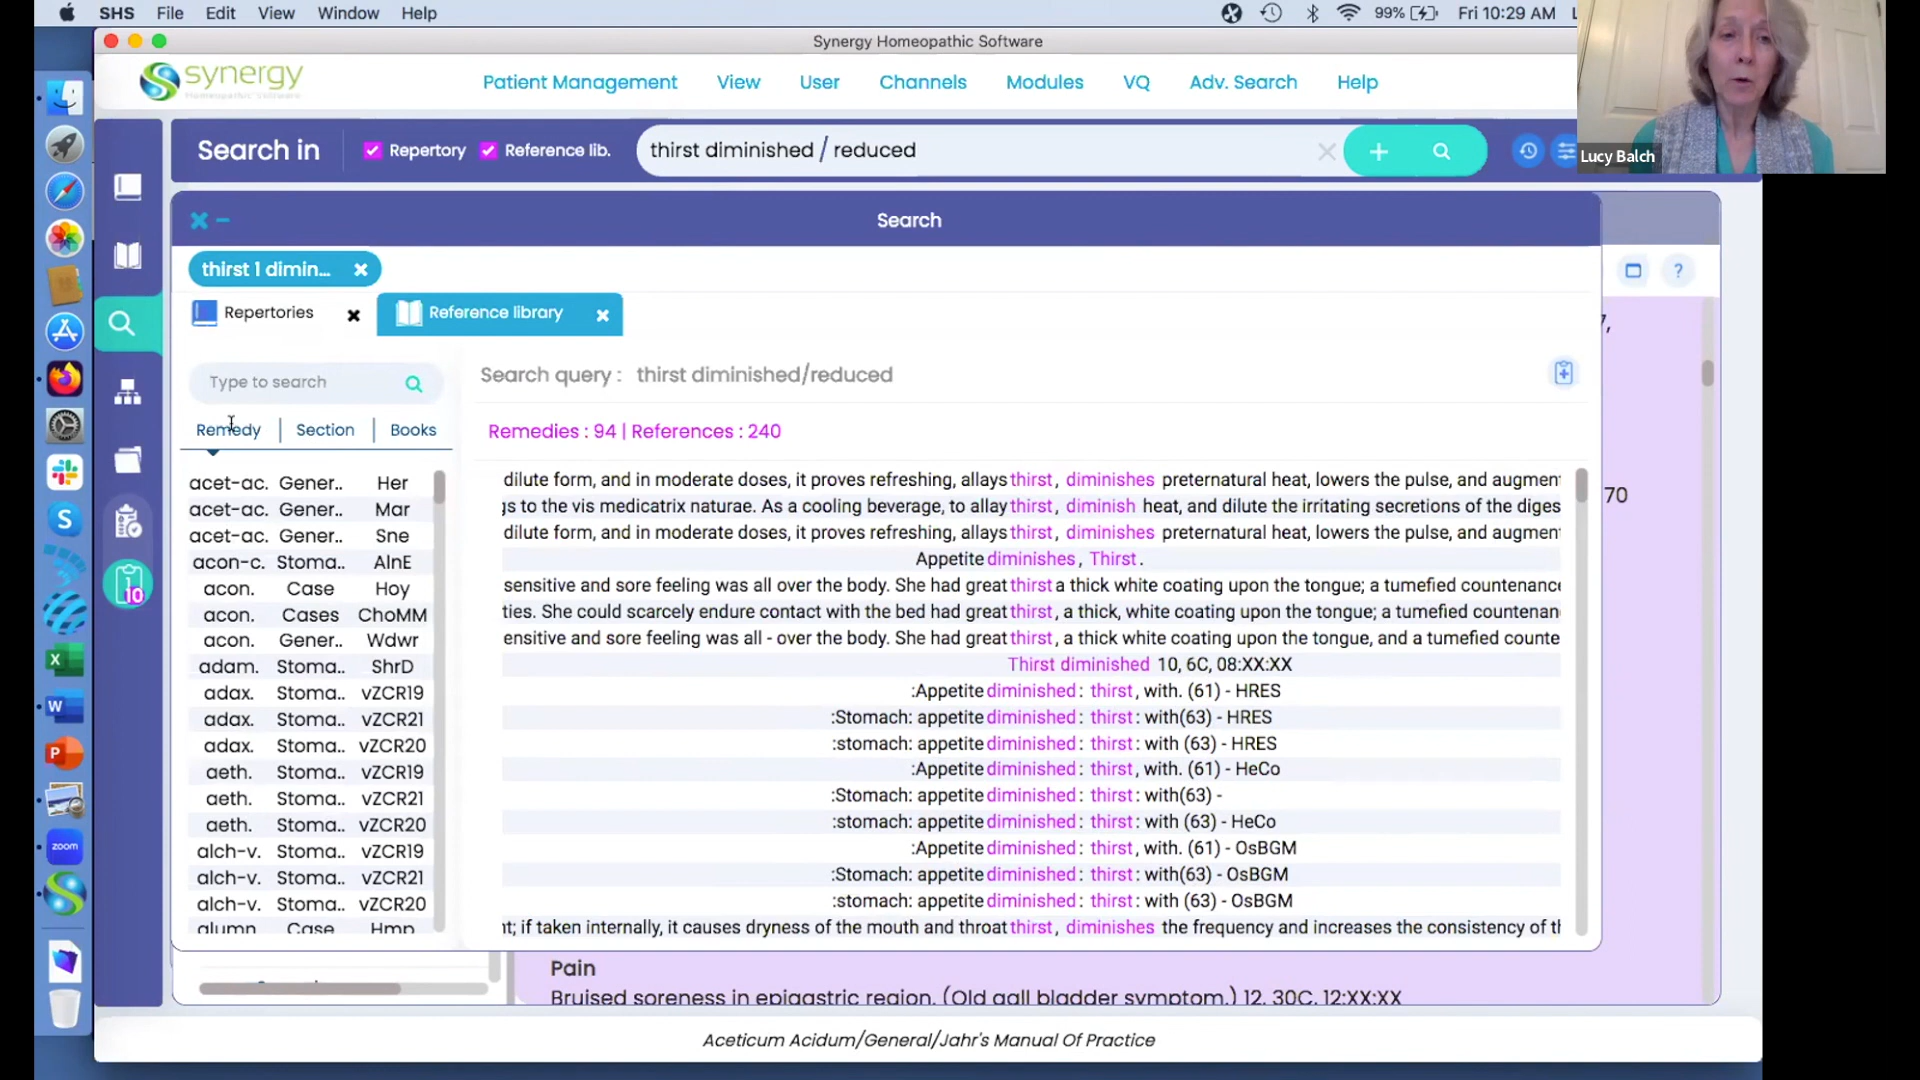 SHS File Edit View Window Help
99% Fri 10:29 AM
Synergy Homeopathic Software
synergy
Homeopathic Software
Patient Management View User Channels Modules VQ Adv. Search Help
Search in Repertory Reference lib. thirst diminished / reduced
Lucy Balch
Search
thirst 1 dimin...
Repertories Reference library
Type to search
Search query : thirst diminished/reduced
Remedy Section Books
Remedies : 94 | References : 240
acet-ac. Gener.. Her
acet-ac. Gener.. Mar
acet-ac. Gener.. Sne
acon-c. Stoma.. AlnE
acon. Case Hoy
acon. Cases ChoMM
acon. Gener.. Wdwr
adam. Stoma.. ShrD
adax. Stoma.. vZCR19
adax. Stoma.. vZCR21
adax. Stoma.. vZCR20
aeth. Stoma.. vZCR19
aeth. Stoma.. vZCR21
aeth. Stoma.. vZCR20
alch-v. Stoma.. vZCR19
alch-v. Stoma.. vZCR21
alch-v. Stoma.. vZCR20
alumn. Case Hmp
dilute form, and in moderate doses, it proves refreshing, allays thirst, diminishes preternatural heat, lowers the pulse, and augment
gs to the vis medicatrix naturae. As a cooling beverage, to allay thirst, diminish heat, and dilute the irritating secretions of the diges
dilute form, and in moderate doses, it proves refreshing, allays thirst, diminishes preternatural heat, lowers the pulse, and augment
Appetite diminishes, Thirst.
sensitive and sore feeling was all over the body. She had great thirst a thick white coating upon the tongue; a tumefied countenance
ties. She could scarcely endure contact with the bed had great thirst, a thick, white coating upon the tongue; a tumefied countenan
ensitive and sore feeling was all - over the body. She had great thirst, a thick white coating upon the tongue, and a tumefied counte
Thirst diminished 10, 6C, 08:XX:XX
:Appetite diminished: thirst, with. (61) - HRES
:Stomach: appetite diminished: thirst: with(63) - HRES
:stomach: appetite diminished: thirst: with (63) - HRES
:Appetite diminished: thirst, with. (61) - HeCo
:Stomach: appetite diminished: thirst: with(63) -
:stomach: appetite diminished: thirst: with (63) - HeCo
:Appetite diminished: thirst, with. (61) - OsBGM
:Stomach: appetite diminished: thirst: with(63) - OsBGM
:stomach: appetite diminished: thirst: with (63) - OsBGM
nt; if taken internally, it causes dryness of the mouth and throat thirst, diminishes the frequency and increases the consistency of th
7,
70
10
zoom
Pain
Bruised soreness in epigastric region. (Old gall bladder symptom.) 12, 30C, 12:XX:XX
Aceticum Acidum/General/Jahr's Manual Of Practice